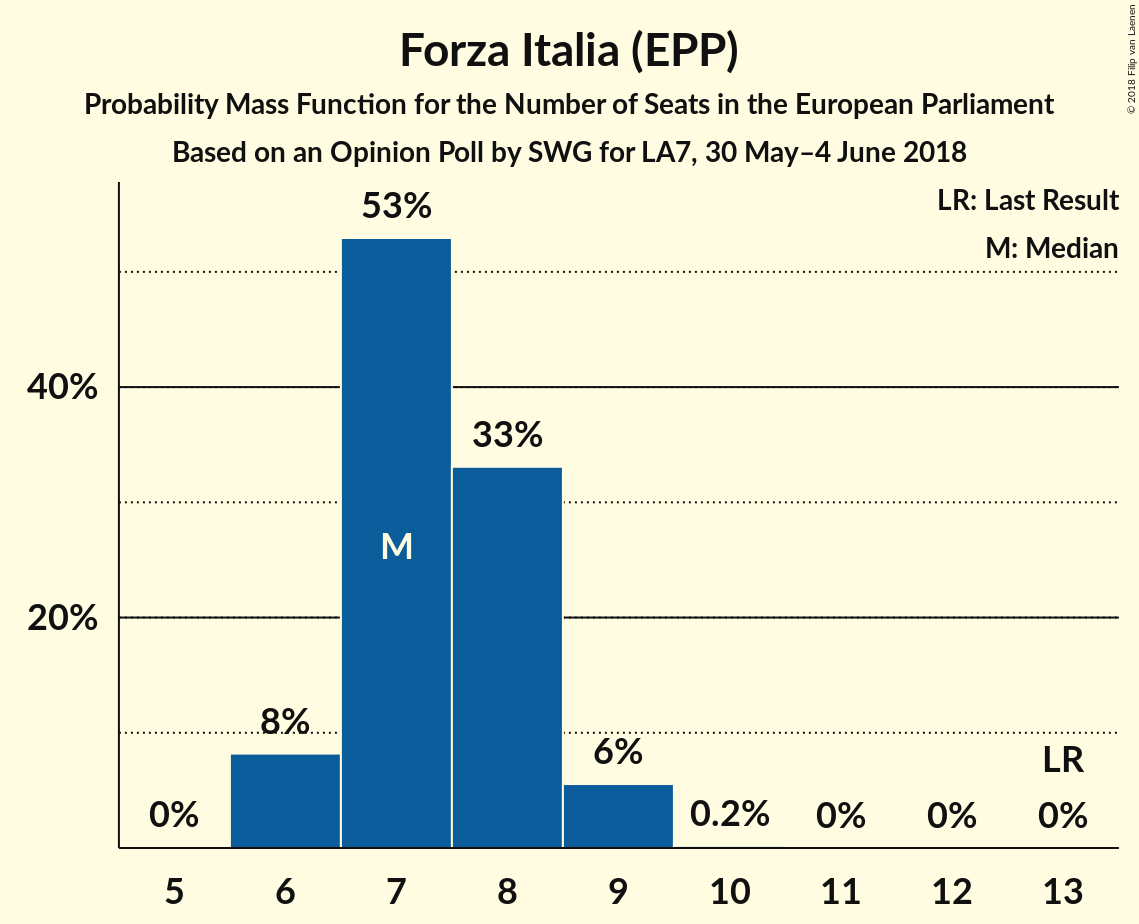 Forza Italia (EPP)
Probability Mass Function for the Number of Seats in the European Parliament
Based on an Opinion Poll by SWG for LA7, 30 May–4 June 2018
© 2018 Filip van Laenen
LR: Last Result
M: Median
53%
40%
33%
M
20%
8%
6%
LR
0%
0.2%
0%
0%
0%
5 6 7 8 9 10 11 12 13